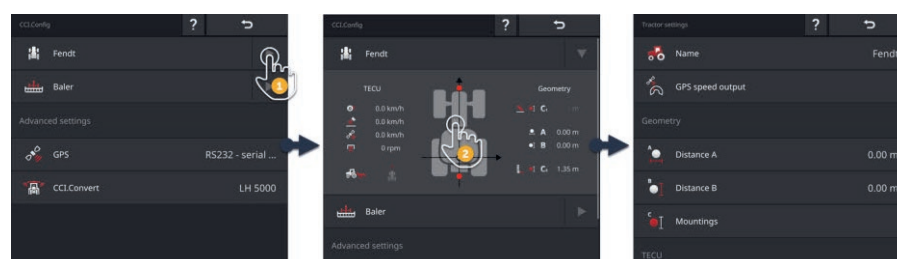 CCI.Config ?
Fendt
1
Baler
Advanced settings
GPS RS232 - serial ...
CCI.Convert LH 5000
CCI.Config ?
Fendt
TECU Geometry
0.0 km/h C.
0.0 km/h
0.0 km/h A 0.00 m
0 rpm B 0.00 m
2
C. 1.35 m
Baler
Advanced settings
Tractor settings ?
Name Fendt
GPS speed output
Geometry
A Distance A 0.00 m
B Distance B 0.00 m
C Mountings
TECU